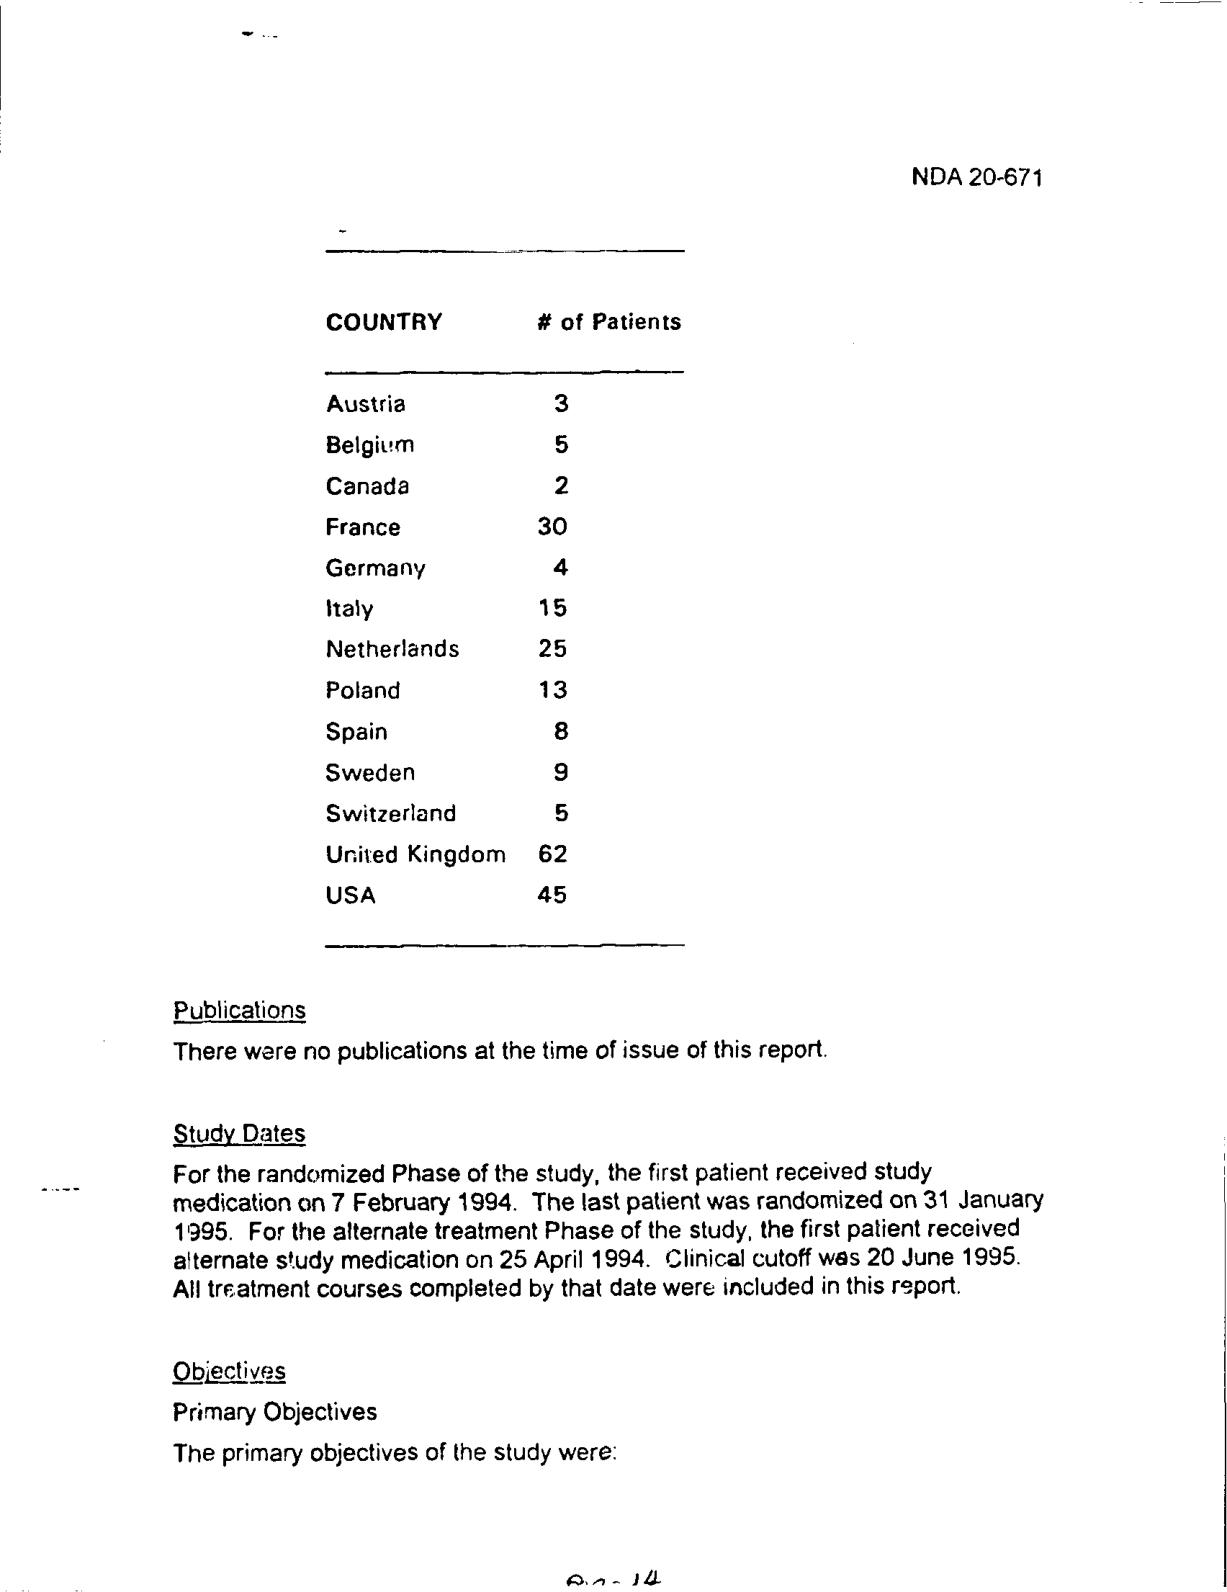 NDA 20-671
COUNTRY # of Patients
Austria 3
Belgium 5
Canada 2
France 30
Germany 4
Italy 15
Netherlands 25
Poland 13
Spain 8
Sweden 9
Switzerland 5
United Kingdom 62
USA 45
Publications
There were no publications at the time of issue of this report.
Study Dates
For the randomized Phase of the study, the first patient received study
medication on 7 February 1994. The last patient was randomized on 31 January
1995. For the alternate treatment Phase of the study, the first patient received
alternate study medication on 25 April 1994. Clinical cutoff was 20 June 1995.
All treatment courses completed by that date were included in this report.
Objectives
Primary Objectives
The primary objectives of the study were:
14